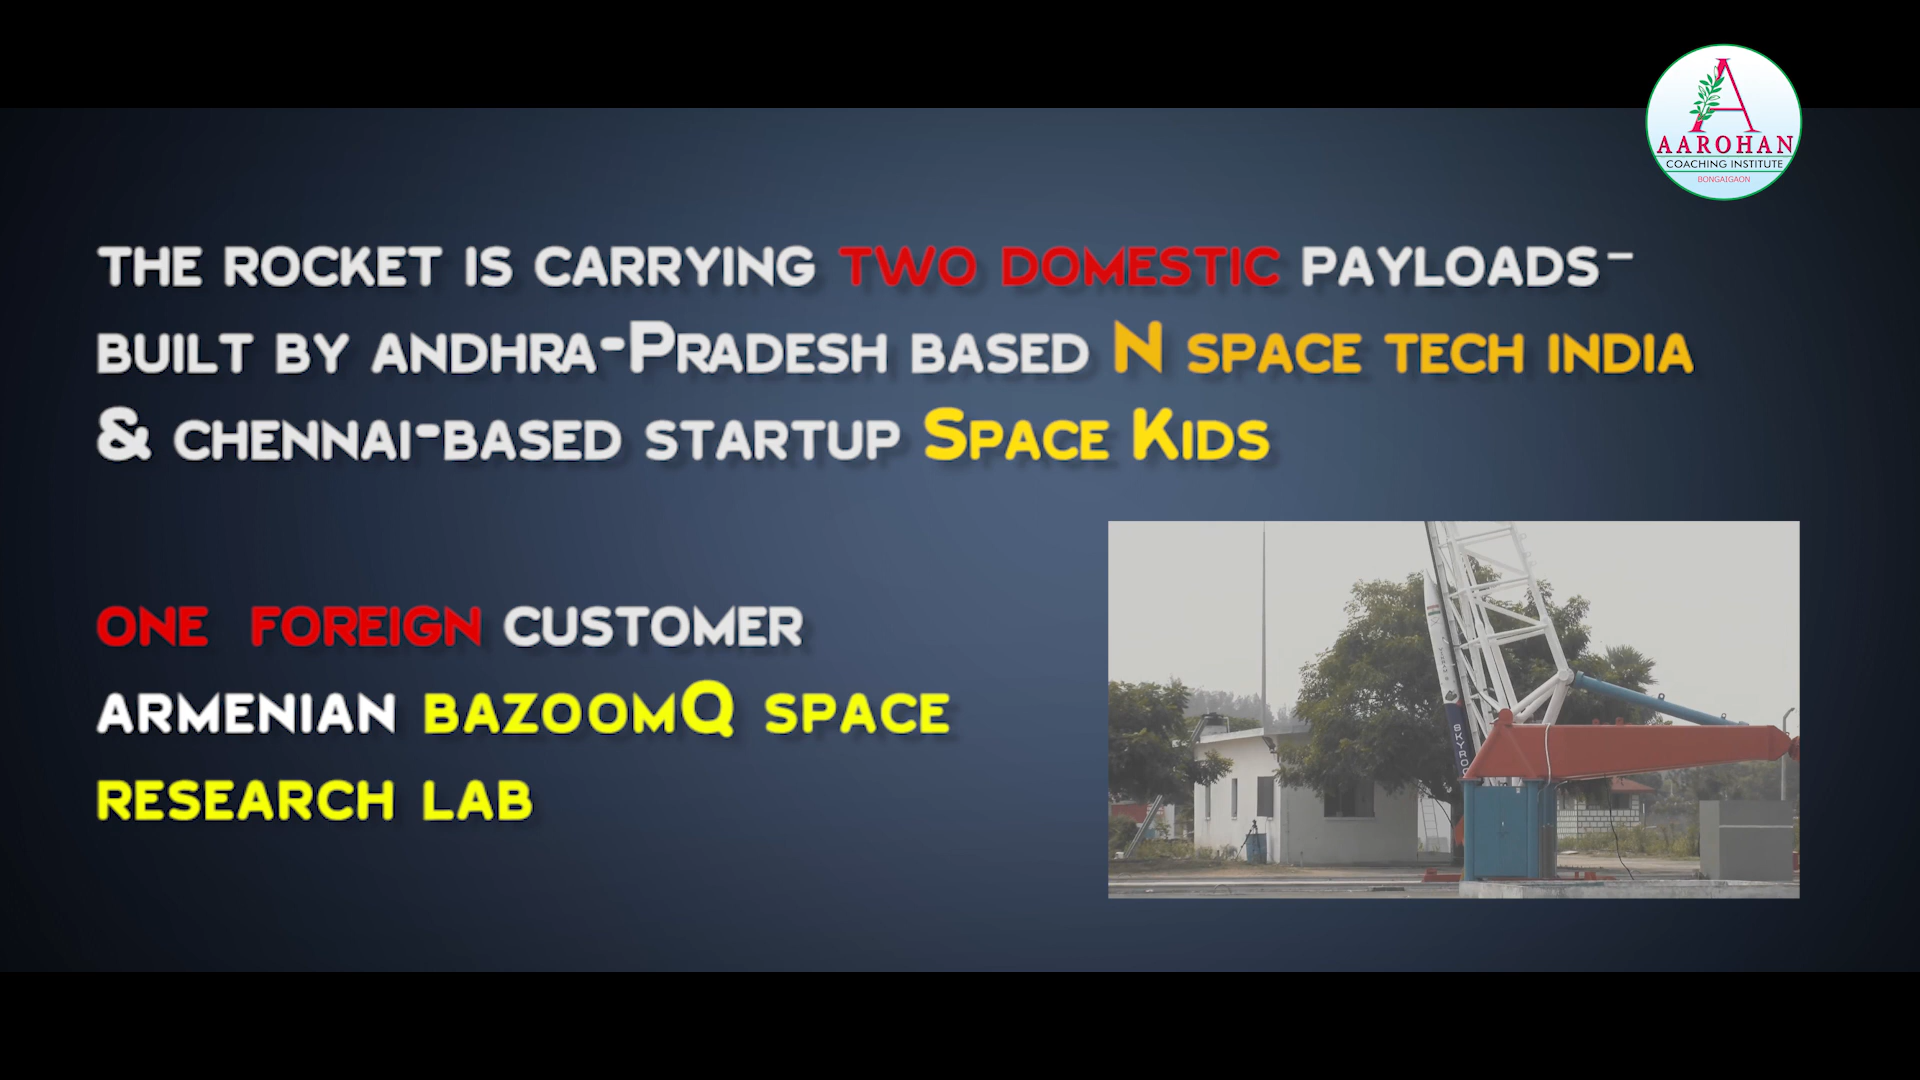 A
AAROHAN
COACHING INSTITUTE
BONGAIGAON
THE ROCKET IS CARRYING TWO DOMESTIC PAYLOADS–
BUILT BY ANDHRA-PRADESH BASED N SPACE TECH INDIA
& CHENNAI-BASED STARTUP SPACE KIDS
ONE FOREIGN CUSTOMER
ARMENIAN BAZOOMQ SPACE
RESEARCH LAB
SKYROO